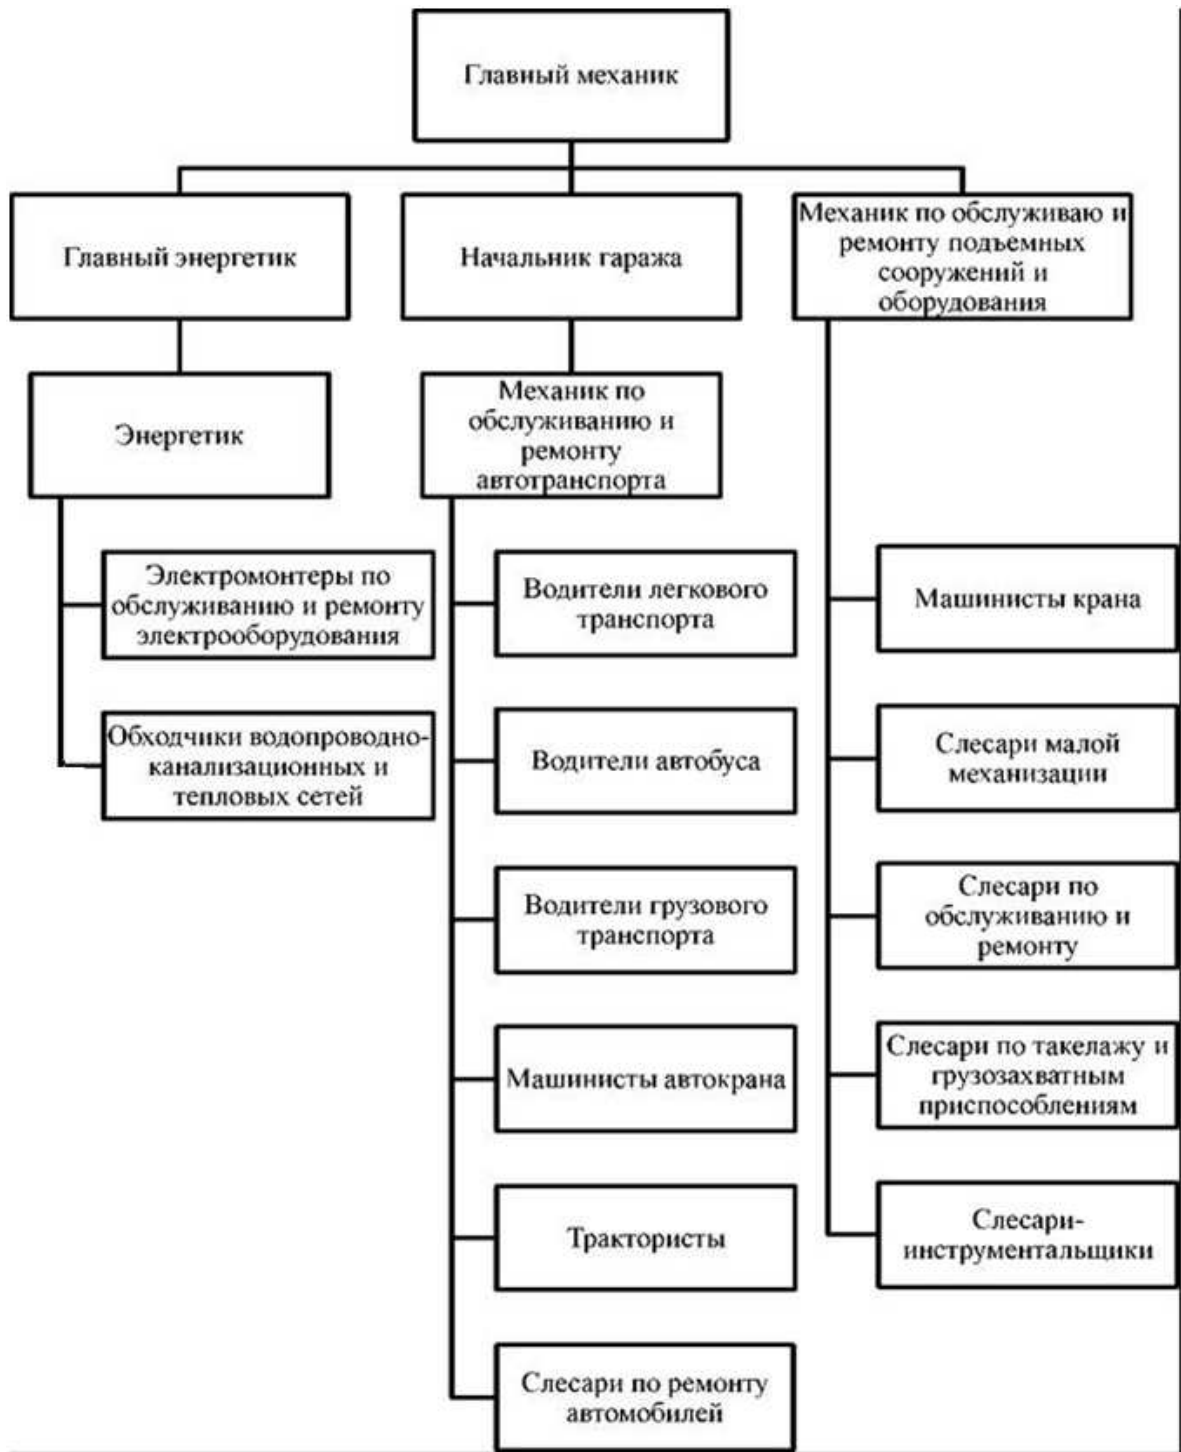 Главный механик
Главный энергетик
Начальник гаража
Механик по обслуживаю и
ремонту подъемных
сооружений и
оборудования
Энергетик
Механик по
обслуживанию и
ремонту
автотранспорта
Электромонтеры по
обслуживанию и ремонту
электрооборудования
Обходчики водопроводно-
канализационных и
тепловых сетей
Водители легкового
транспорта
Водители автобуса
Водители грузового
транспорта
Машинисты автокрана
Трактористы
Слесари по ремонту
автомобилей
Машинисты крана
Слесари малой
механизации
Слесари по
обслуживанию и
ремонту
Слесари по такелажу и
грузозахватным
приспособлениям
Слесари-
инструментальщики